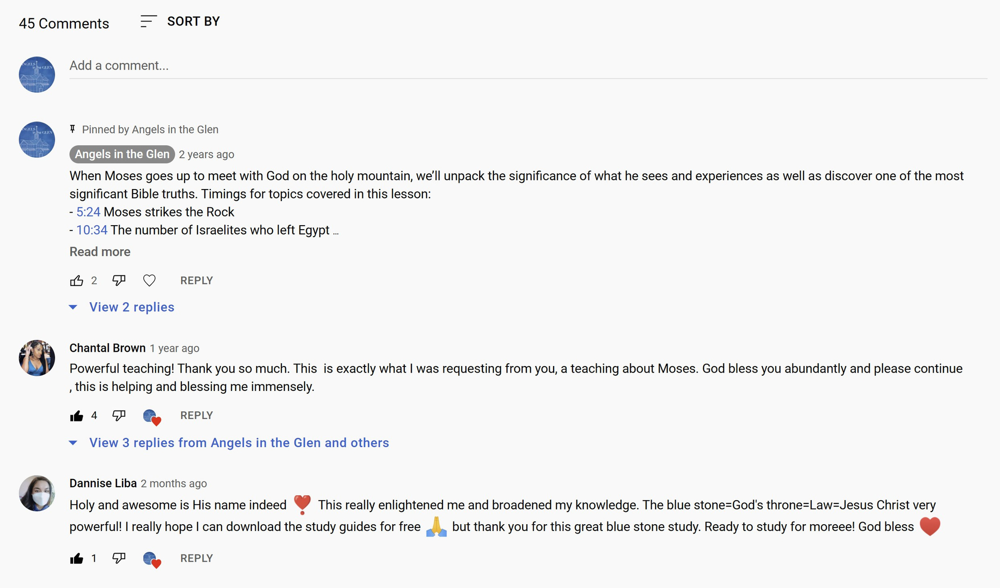 45 Comments
SORT BY
ANGELS
in the GLEN
Add a comment...
ANGELS
in the GLEN
Pinned by Angels in the Glen
Angels in the Glen 2 years ago
When Moses goes up to meet with God on the holy mountain, we’ll unpack the significance of what he sees and experiences as well as discover one of the most
significant Bible truths. Timings for topics covered in this lesson:
- 5:24 Moses strikes the Rock
- 10:34 The number of Israelites who left Egypt ...
Read more
2 REPLY
View 2 replies
Chantal Brown 1 year ago
Powerful teaching! Thank you so much. This  is exactly what I was requesting from you, a teaching about Moses. God bless you abundantly and please continue
, this is helping and blessing me immensely.
4 REPLY
View 3 replies from Angels in the Glen and others
Dannise Liba 2 months ago
Holy and awesome is His name indeed ❣️ This really enlightened me and broadened my knowledge. The blue stone=God's throne=Law=Jesus Christ very
powerful! I really hope I can download the study guides for free 🙏 but thank you for this great blue stone study. Ready to study for moreee! God bless ❤️
1 REPLY